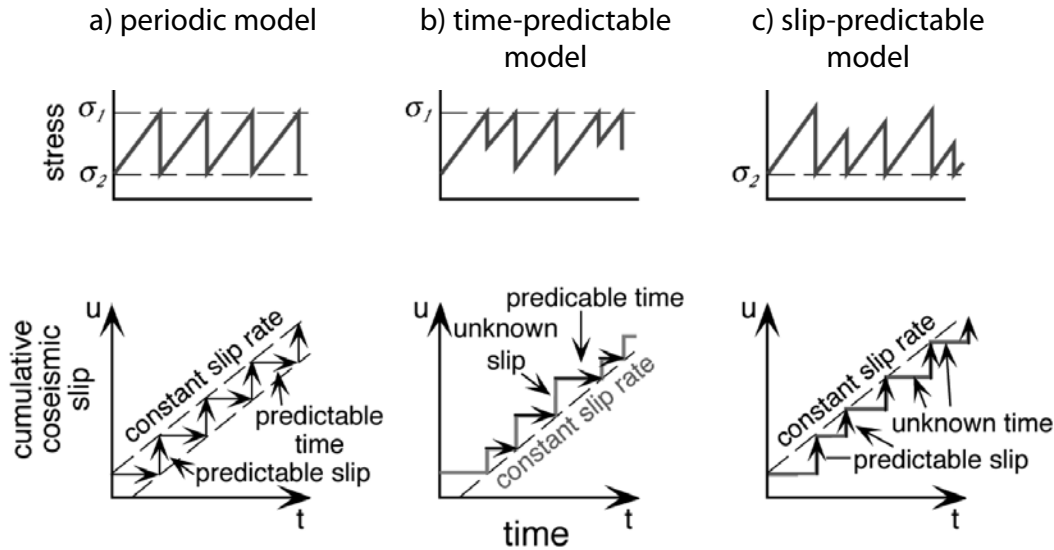 a) periodic model
b) time-predictable
model
c) slip-predictable
model
stress
σ1
σ2
σ1
σ2
cumulative
coseismic
slip
u
constant slip rate
predictable
time
predictable slip
t
u
predicable time
unknown
slip
constant slip rate
t
time
u
constant slip rate
unknown time
predictable slip
t